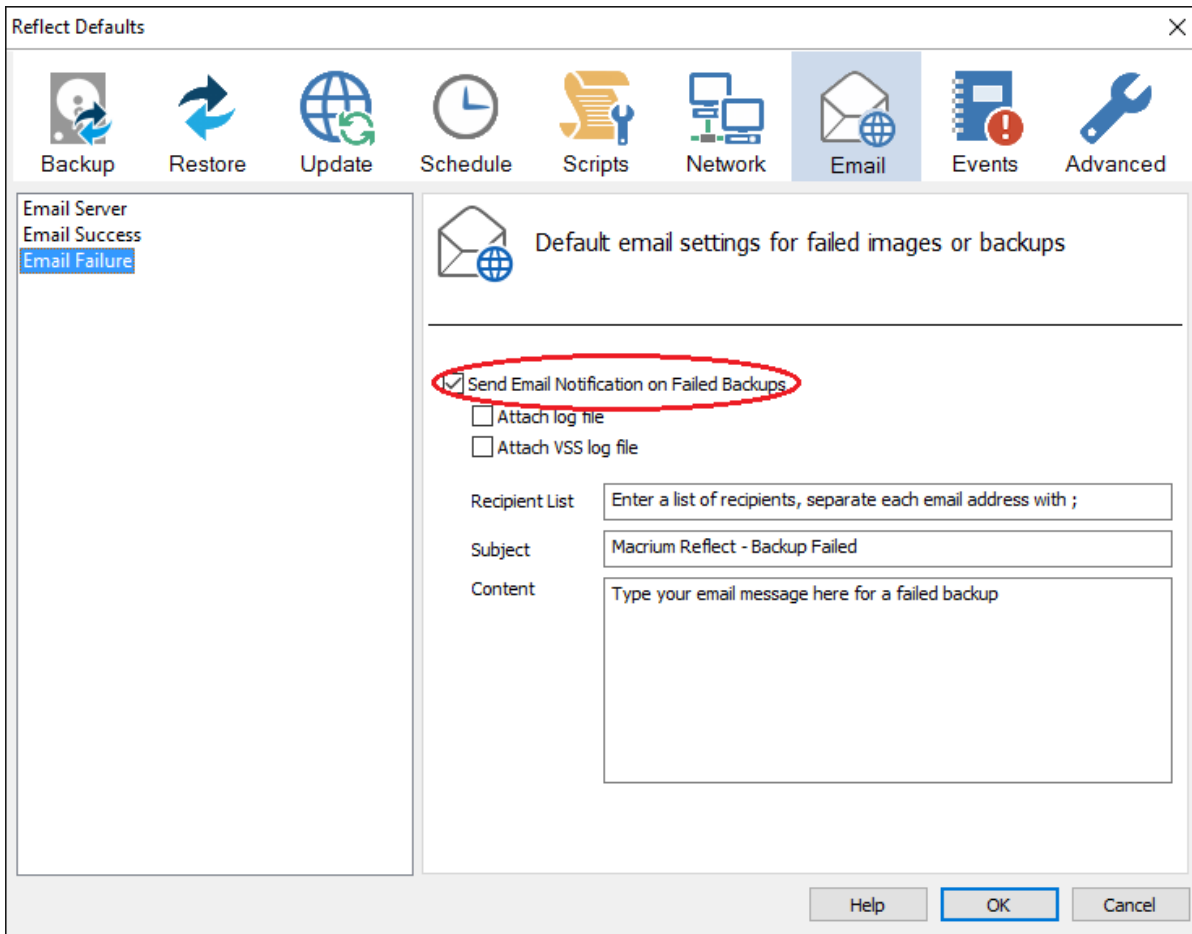 Reflect Defaults
Backup Restore Update Schedule Scripts Network Email Events Advanced
Email Server
Email Success
Email Failure
Default email settings for failed images or backups
Send Email Notification on Failed Backups
Attach log file
Attach VSS log file
Recipient List Enter a list of recipients, separate each email address with ;
Subject Macrium Reflect - Backup Failed
Content Type your email message here for a failed backup
Help OK Cancel